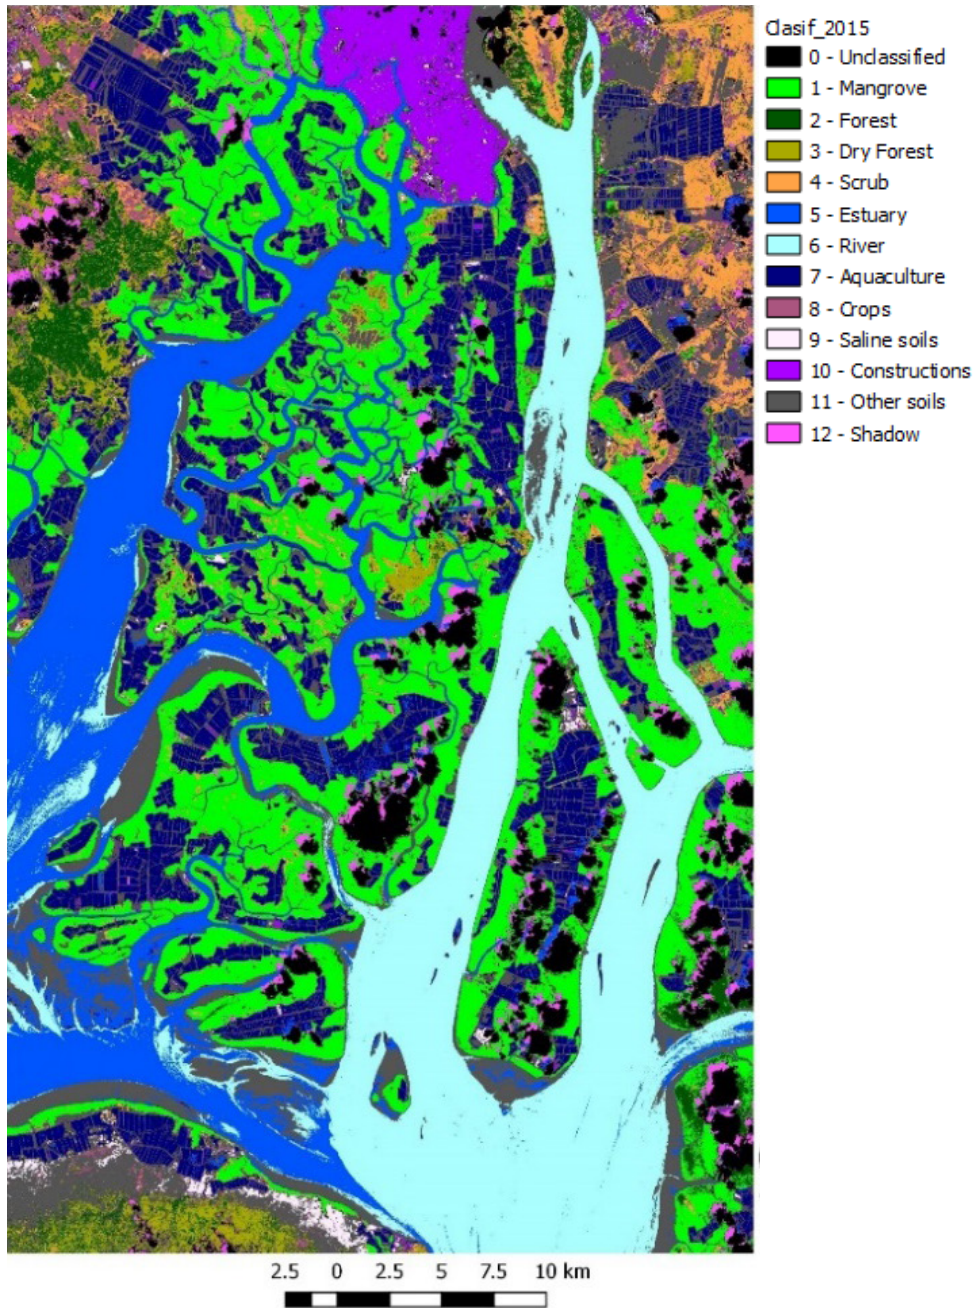 Clasif_2015
0 - Unclassified
1 - Mangrove
2 - Forest
3 - Dry Forest
4 - Scrub
5 - Estuary
6 - River
7 - Aquaculture
8 - Crops
9 - Saline soils
10 - Constructions
11 - Other soils
12 - Shadow
2.5 0 2.5 5 7.5 10 km